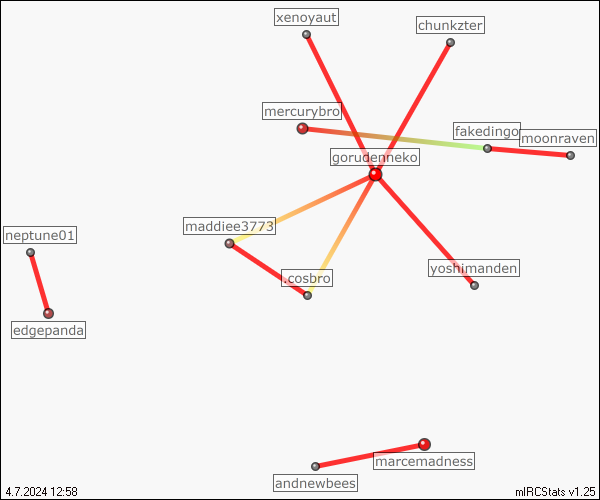 xenoyaut
chunkzter
mercurybro
fakedingo
moonraven
gorudenneko
maddiee3773
neptune01
.cosbro
yoshimanden
edgepanda
marcemadness
andnewbees
4.7.2024 12:58
mIRCStats v1.25